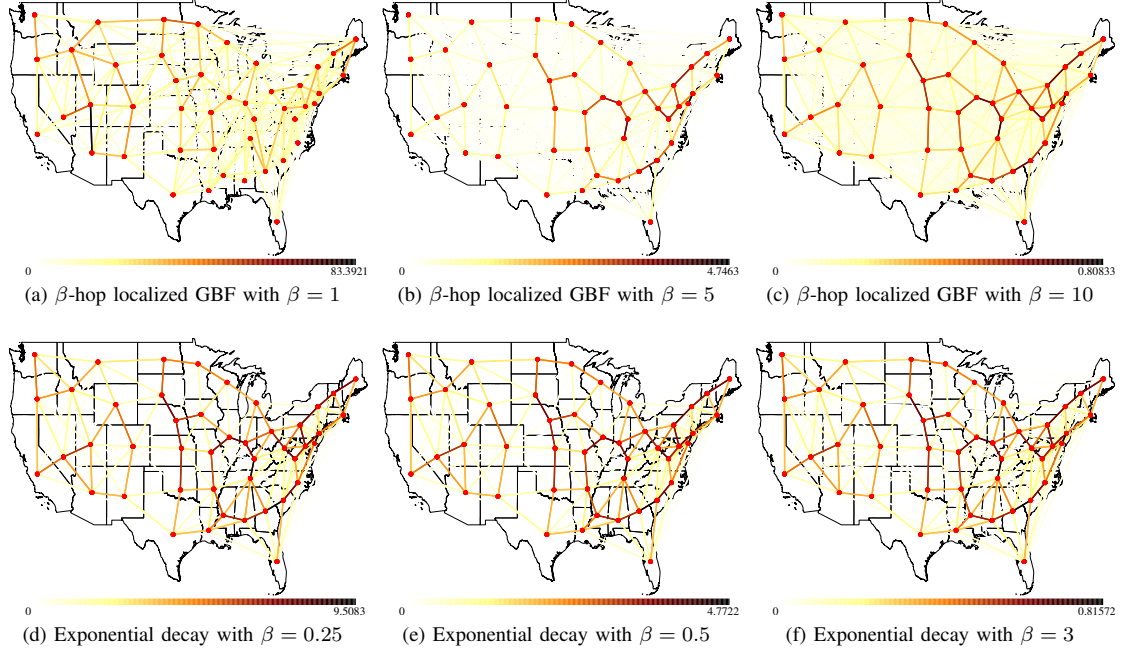 0 83.3921
(a) β-hop localized GBF with β = 1
0 4.7463
(b) β-hop localized GBF with β = 5
0 0.80833
(c) β-hop localized GBF with β = 10
0 9.5083
(d) Exponential decay with β = 0.25
0 4.7722
(e) Exponential decay with β = 0.5
0 0.81572
(f) Exponential decay with β = 3